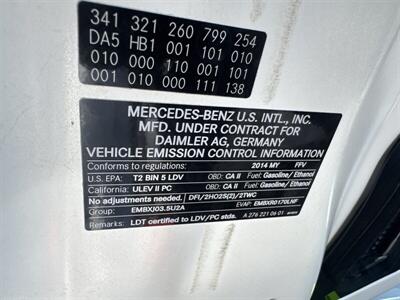 341 321 260 799 254
DA5 HB1 001 101 010
010 000 110 001 101
001 010 000 111 138
MERCEDES-BENZ U.S. INTL., INC.
MFD. UNDER CONTRACT FOR
DAIMLER AG, GERMANY
VEHICLE EMISSION CONTROL INFORMATION
Conforms to regulations: 2014 MY FFV
U.S. EPA: T2 BIN 5 LDV OBD: CA II Fuel: Gasoline/ Ethanol
California: ULEV II PC OBD: CA II Fuel: Gasoline/ Ethanol
No adjustments needed. DFI/2HO2S(2)/2TWC
Group: EMBXJ03.5U2A EVAP: EMBXR0170LNF
Remarks: LDT certified to LDV/PC stds. A 276 221 06 01